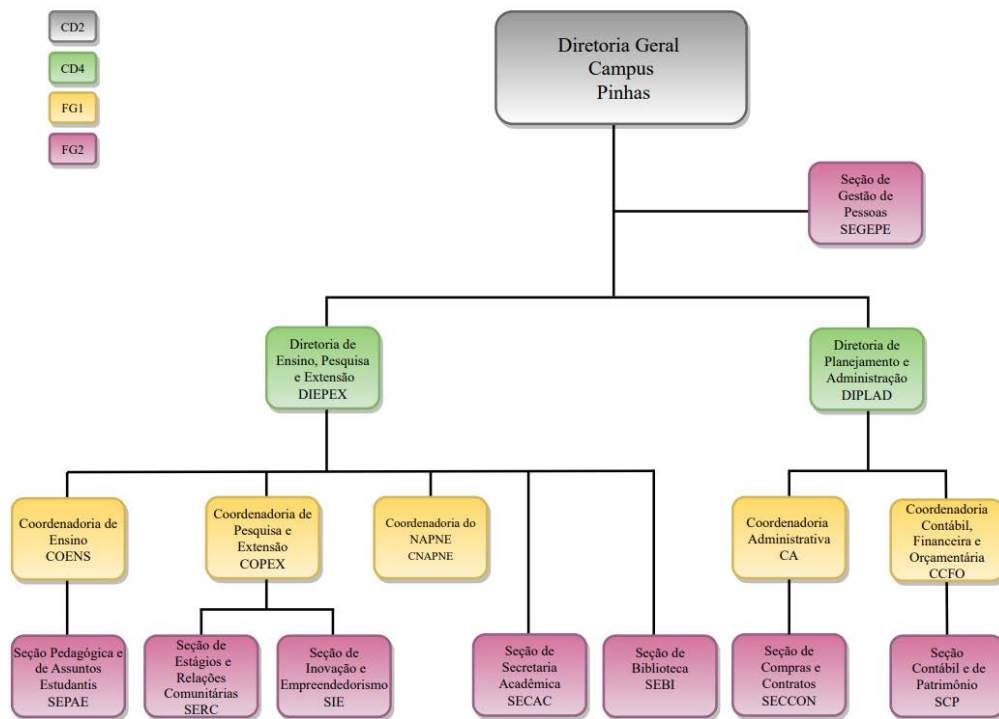 CD2
CD4
FG1
FG2
Diretoria Geral
Campus
Pinhas
Seção de
Gestão de
Pessoas
SEGEPE
Diretoria de
Ensino, Pesquisa
e Extensão
DIEPEX
Diretoria de
Planejamento e
Administração
DIPLAD
Coordenadoria de
Ensino
COENS
Coordenadoria de
Pesquisa e
Extensão
COPEX
Coordenadoria do
NAPNE
CNAPNE
Coordenadoria
Administrativa
CA
Coordenadoria
Contábil,
Financeira e
Orçamentária
CCFO
Seção Pedagógica e
de Assuntos
Estudantis
SEPAE
Seção de
Estágios e
Relações
Comunitárias
SERC
Seção de
Inovação e
Empreendedorismo
SIE
Seção de
Secretaria
Acadêmica
SECAC
Seção de
Biblioteca
SEBI
Seção de
Compras e
Contratos
SECCON
Seção
Contábil e de
Patrimônio
SCP